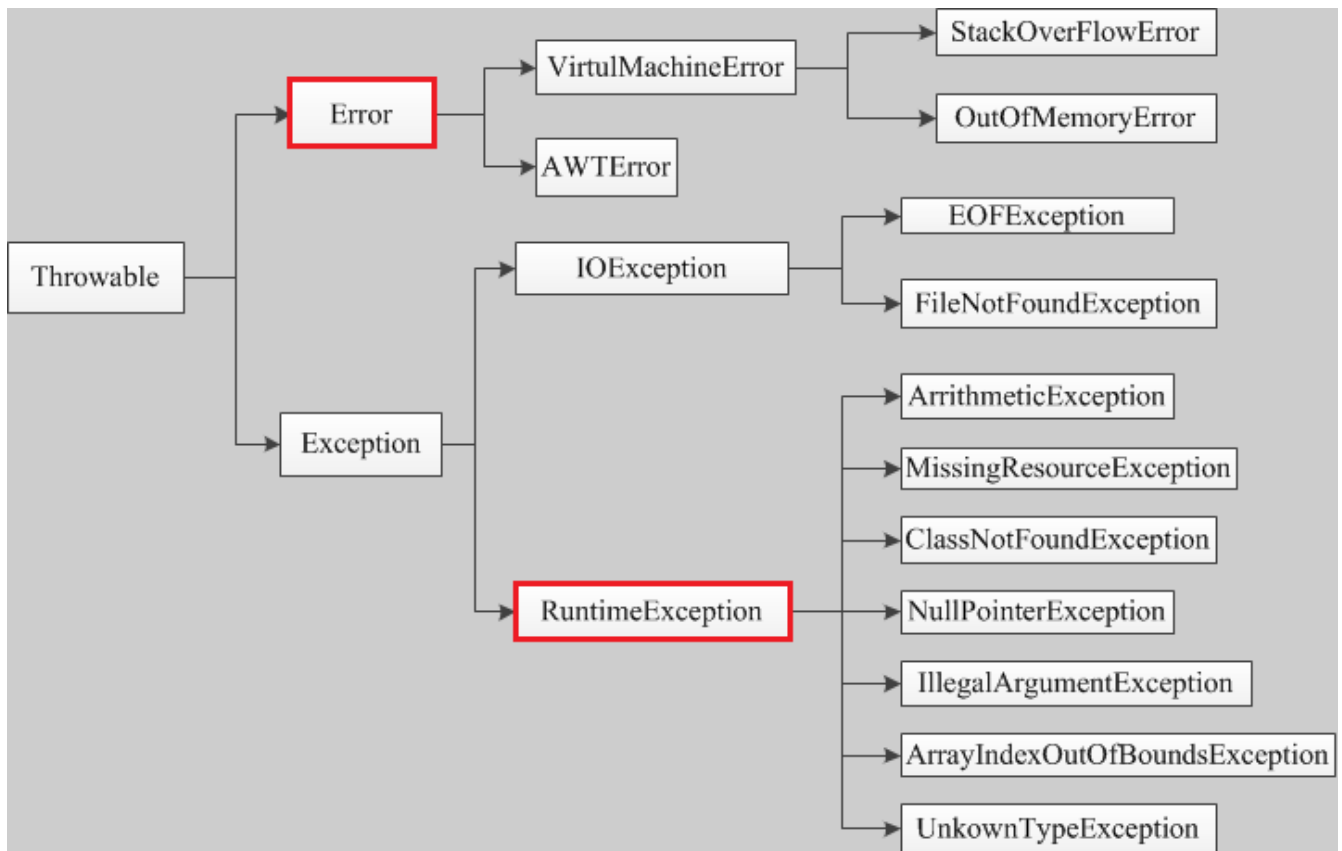 StackOverFlowError
VirtulMachineError
Error
OutOfMemoryError
AWTError
EOFException
Throwable
IOException
FileNotFoundException
ArrithmeticException
Exception
MissingResourceException
ClassNotFoundException
RuntimeException
NullPointerException
IllegalArgumentException
ArrayIndexOutOfBoundsException
UnkownTypeException